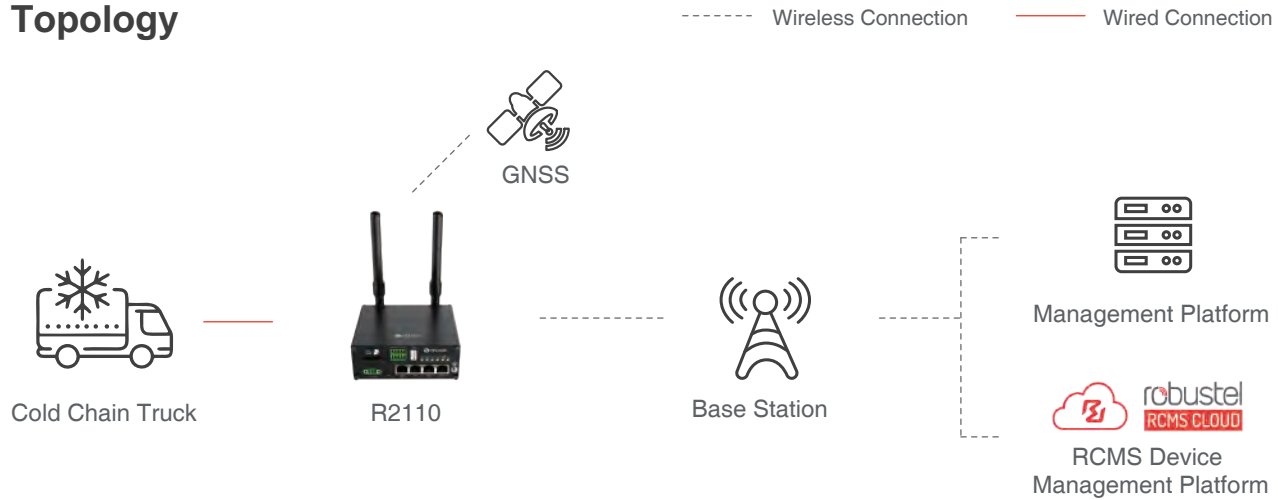 Topology
Wireless Connection
Wired Connection
GNSS
Management Platform
Cold Chain Truck
R2110
Base Station
robustel
RCMS CLOUD
RCMS Device
Management Platform